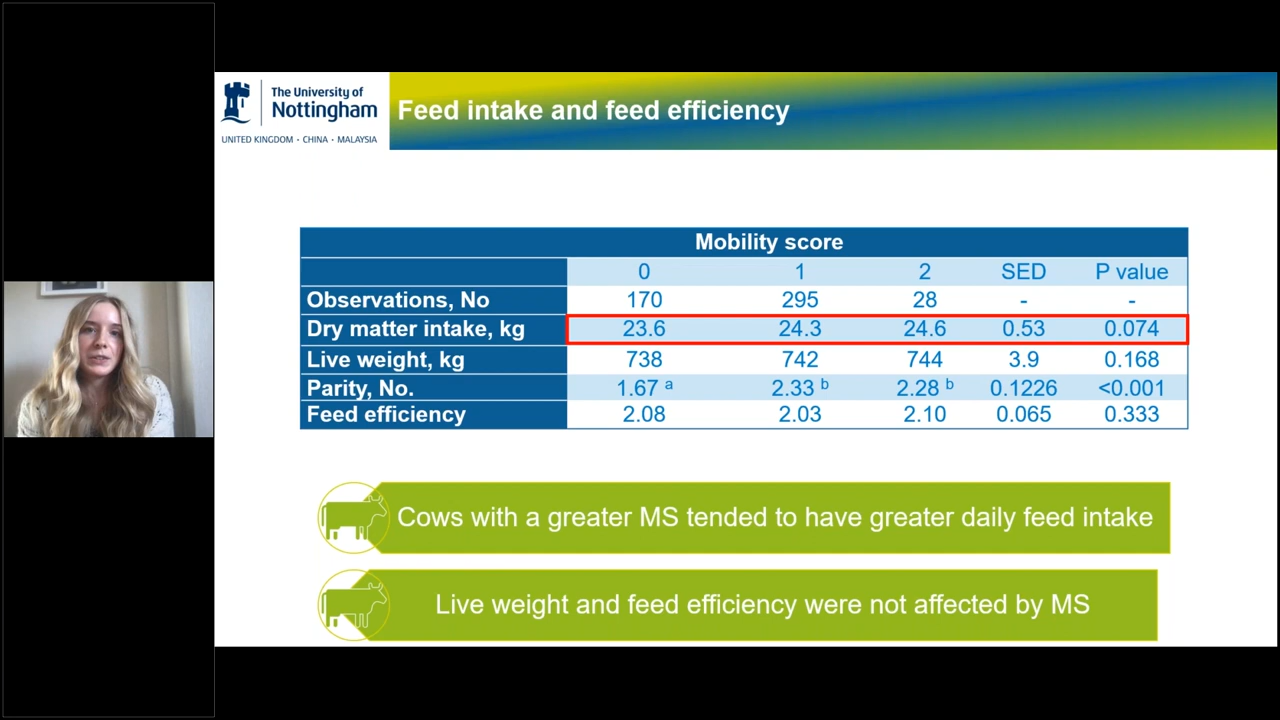 The University of
Nottingham
UNITED KINGDOM · CHINA · MALAYSIA
Feed intake and feed efficiency
Mobility score
0 1 2 SED P value
Observations, No 170 295 28 - -
Dry matter intake, kg 23.6 24.3 24.6 0.53 0.074
Live weight, kg 738 742 744 3.9 0.168
Parity, No. 1.67 a 2.33 b 2.28 b 0.1226 <0.001
Feed efficiency 2.08 2.03 2.10 0.065 0.333
Cows with a greater MS tended to have greater daily feed intake
Live weight and feed efficiency were not affected by MS